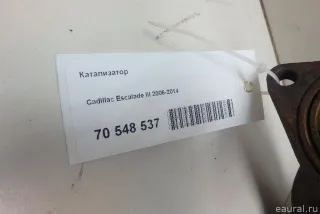 Катализатор
Cadillac Escalade III 2006-2014
70 548 537
eaural.ru